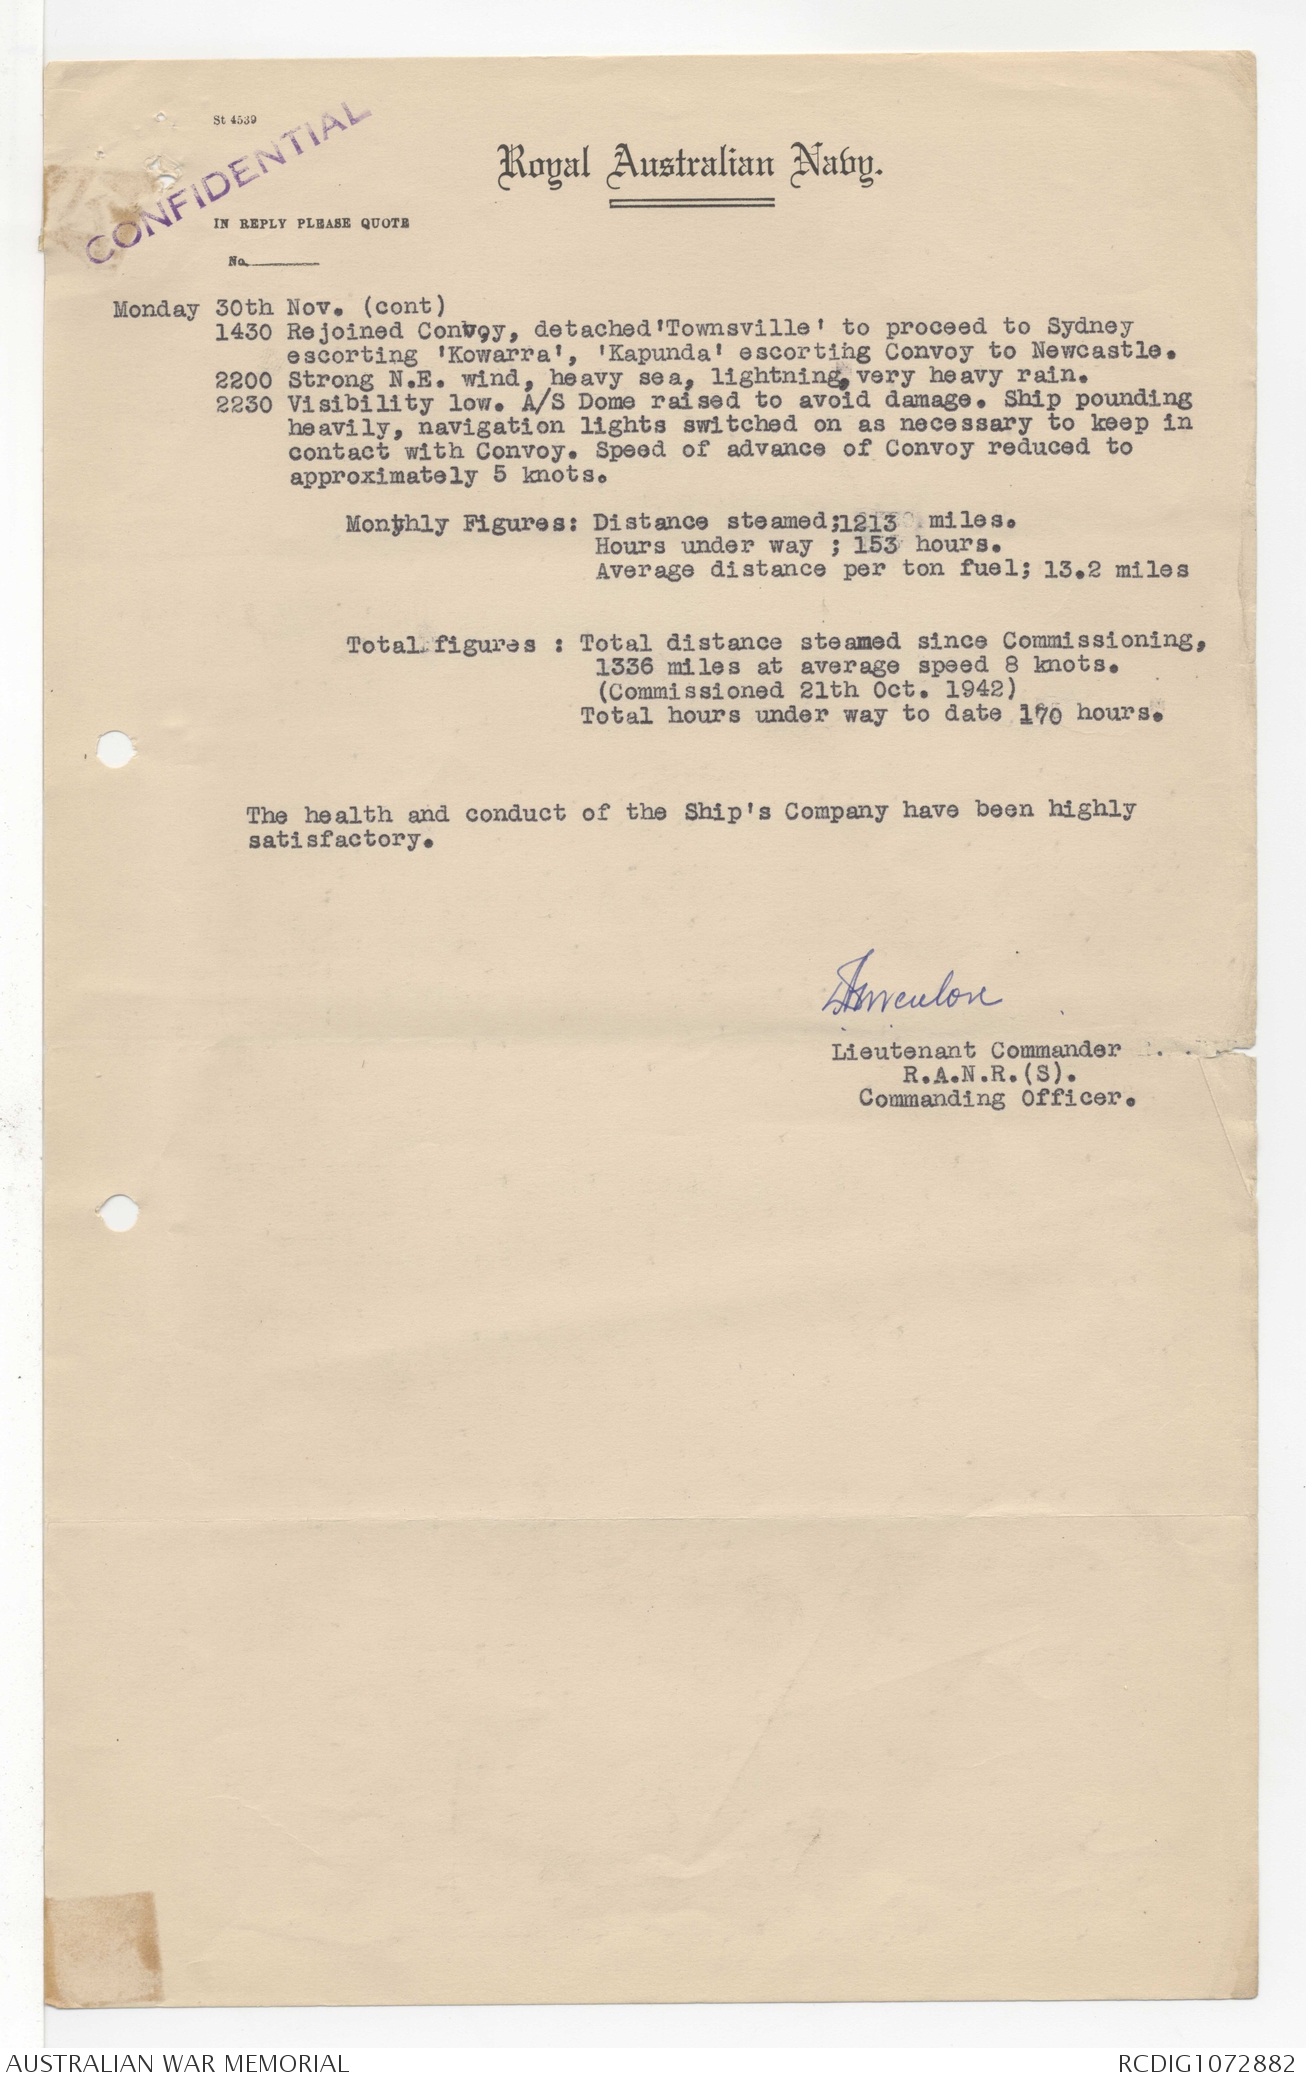 St 4539
CONFIDENTIAL
Royal Australian Navy.
IN REPLY PLEASE QUOTE
No.
Monday 30th Nov. (cont)
1430 Rejoined Convoy, detached 'Townsville' to proceed to Sydney
escorting 'Kowarra', 'Kapunda' escorting Convoy to Newcastle.
2200 Strong N.E. wind, heavy sea, lightning, very heavy rain.
2230 Visibility low. A/S Dome raised to avoid damage. Ship pounding
heavily, navigation lights switched on as necessary to keep in
contact with Convoy. Speed of advance of Convoy reduced to
approximately 5 knots.
Monthly Figures: Distance steamed;1213 miles.
Hours under way ; 153 hours.
Average distance per ton fuel; 13.2 miles
Total figures : Total distance steamed since Commissioning,
1336 miles at average speed 8 knots.
(Commissioned 21th Oct. 1942)
Total hours under way to date 170 hours.
The health and conduct of the Ship's Company have been highly
satisfactory.
Lieutenant Commander
R.A.N.R.(S).
Commanding Officer.
AUSTRALIAN WAR MEMORIAL
RCDIG1072882